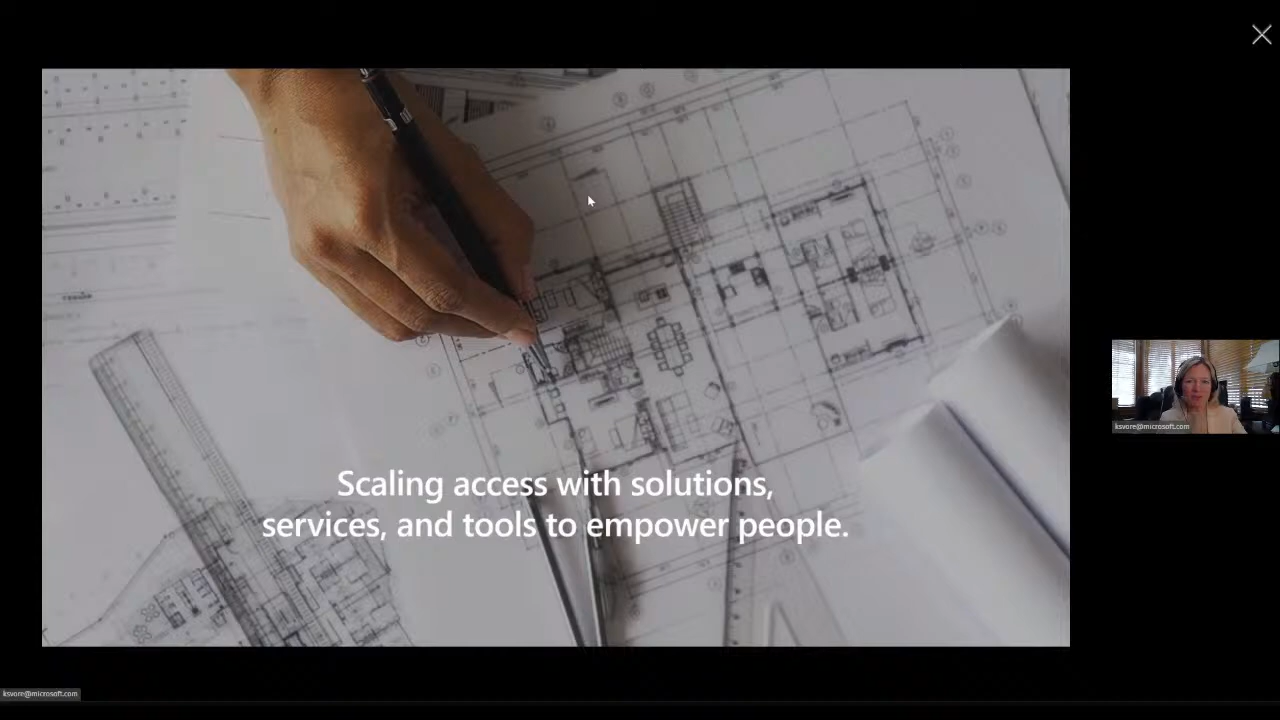 Scaling access with solutions,
services, and tools to empower people.
ksvore@microsoft.com
ksvore@microsoft.com